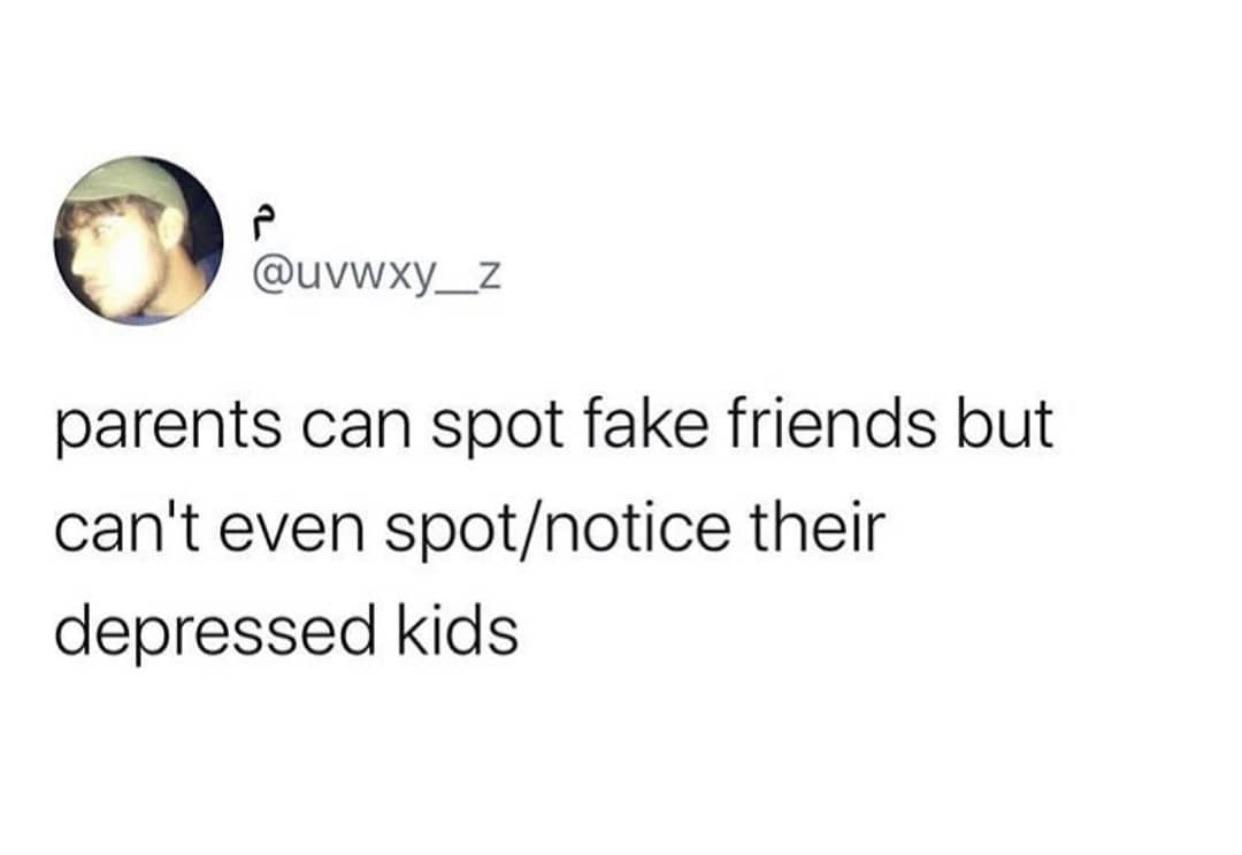 م
@uvwxy__z
parents can spot fake friends but
can't even spot/notice their
depressed kids